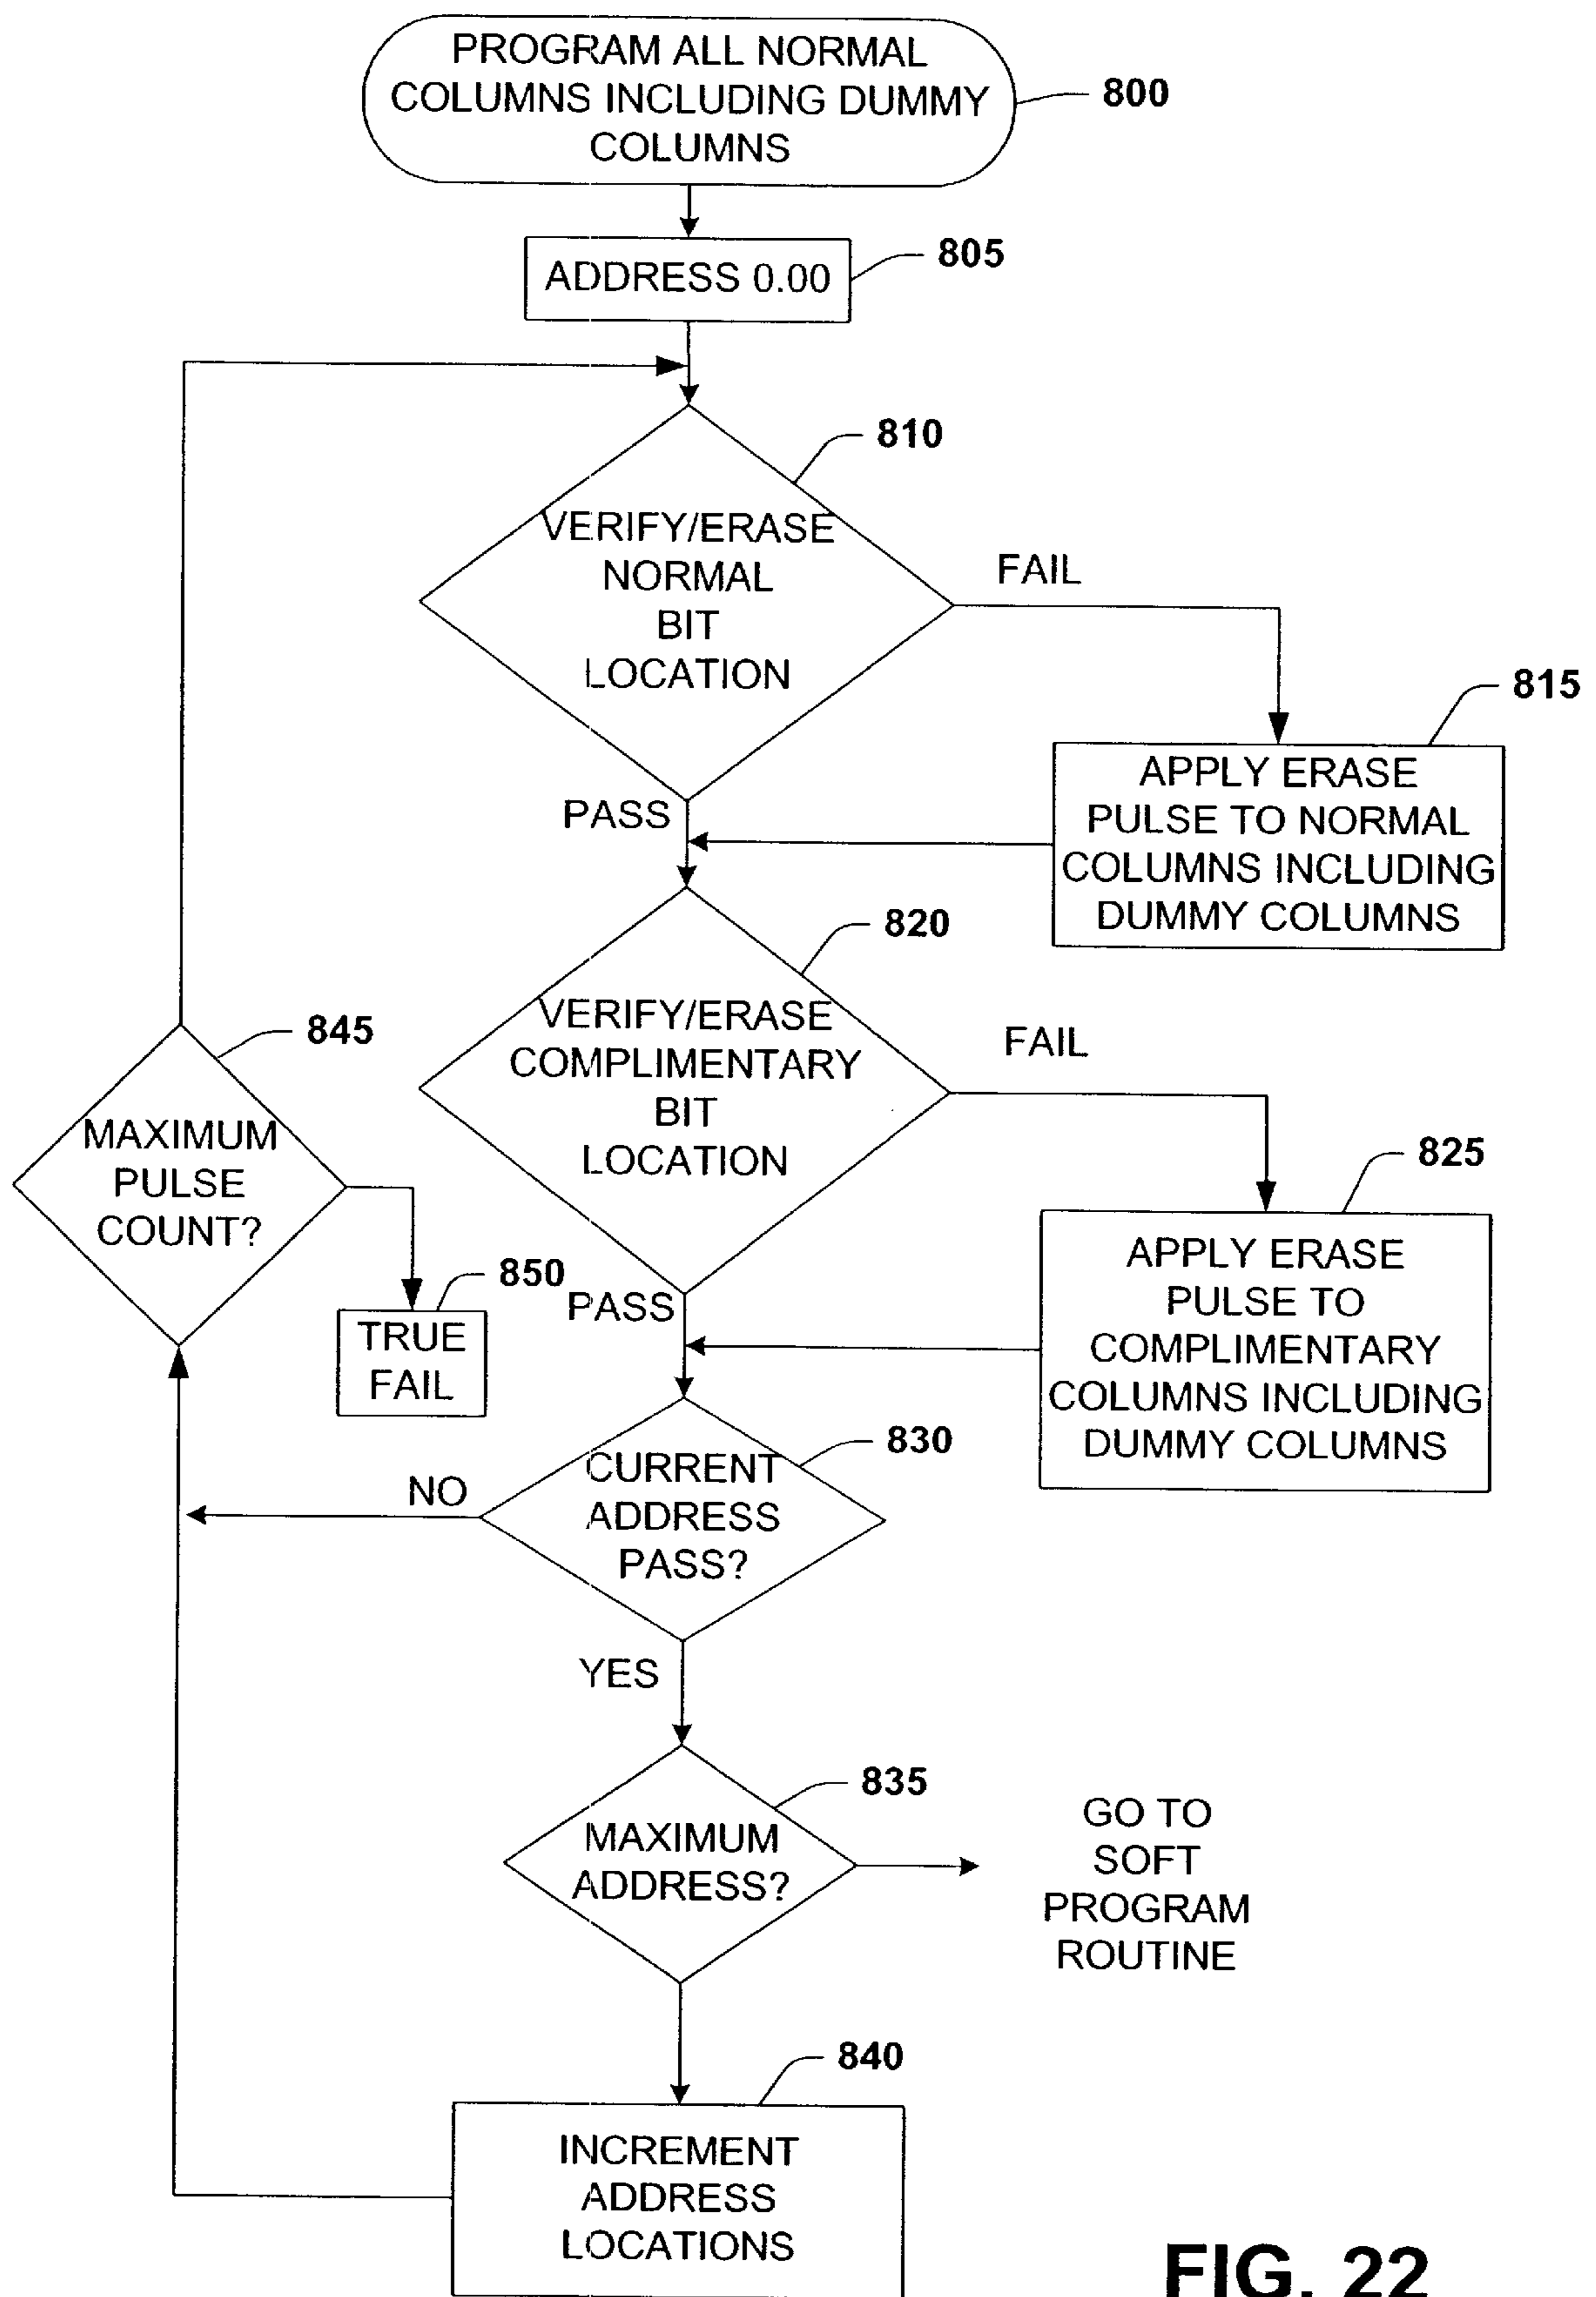 PROGRAM ALL NORMAL
COLUMNS INCLUDING DUMMY
COLUMNS
800
ADDRESS 0.00
805
810
VERIFY/ERASE
NORMAL
BIT
LOCATION
FAIL
815
APPLY ERASE
PULSE TO NORMAL
COLUMNS INCLUDING
DUMMY COLUMNS
PASS
820
VERIFY/ERASE
COMPLIMENTARY
BIT
LOCATION
FAIL
825
APPLY ERASE
PULSE TO
COMPLIMENTARY
COLUMNS INCLUDING
DUMMY COLUMNS
PASS
845
MAXIMUM
PULSE
COUNT?
850
TRUE
FAIL
830
CURRENT
ADDRESS
PASS?
NO
YES
835
MAXIMUM
ADDRESS?
GO TO
SOFT
PROGRAM
ROUTINE
840
INCREMENT
ADDRESS
LOCATIONS
FIG. 22